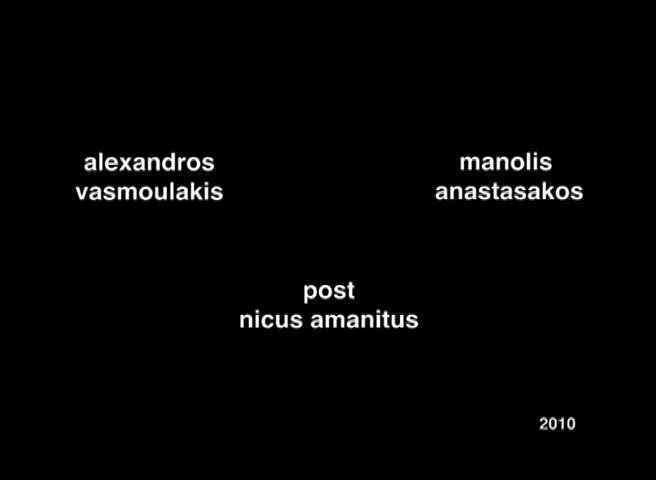 alexandros
vasmoulakis
manolis
anastasakos
post
nicus amanitus
2010